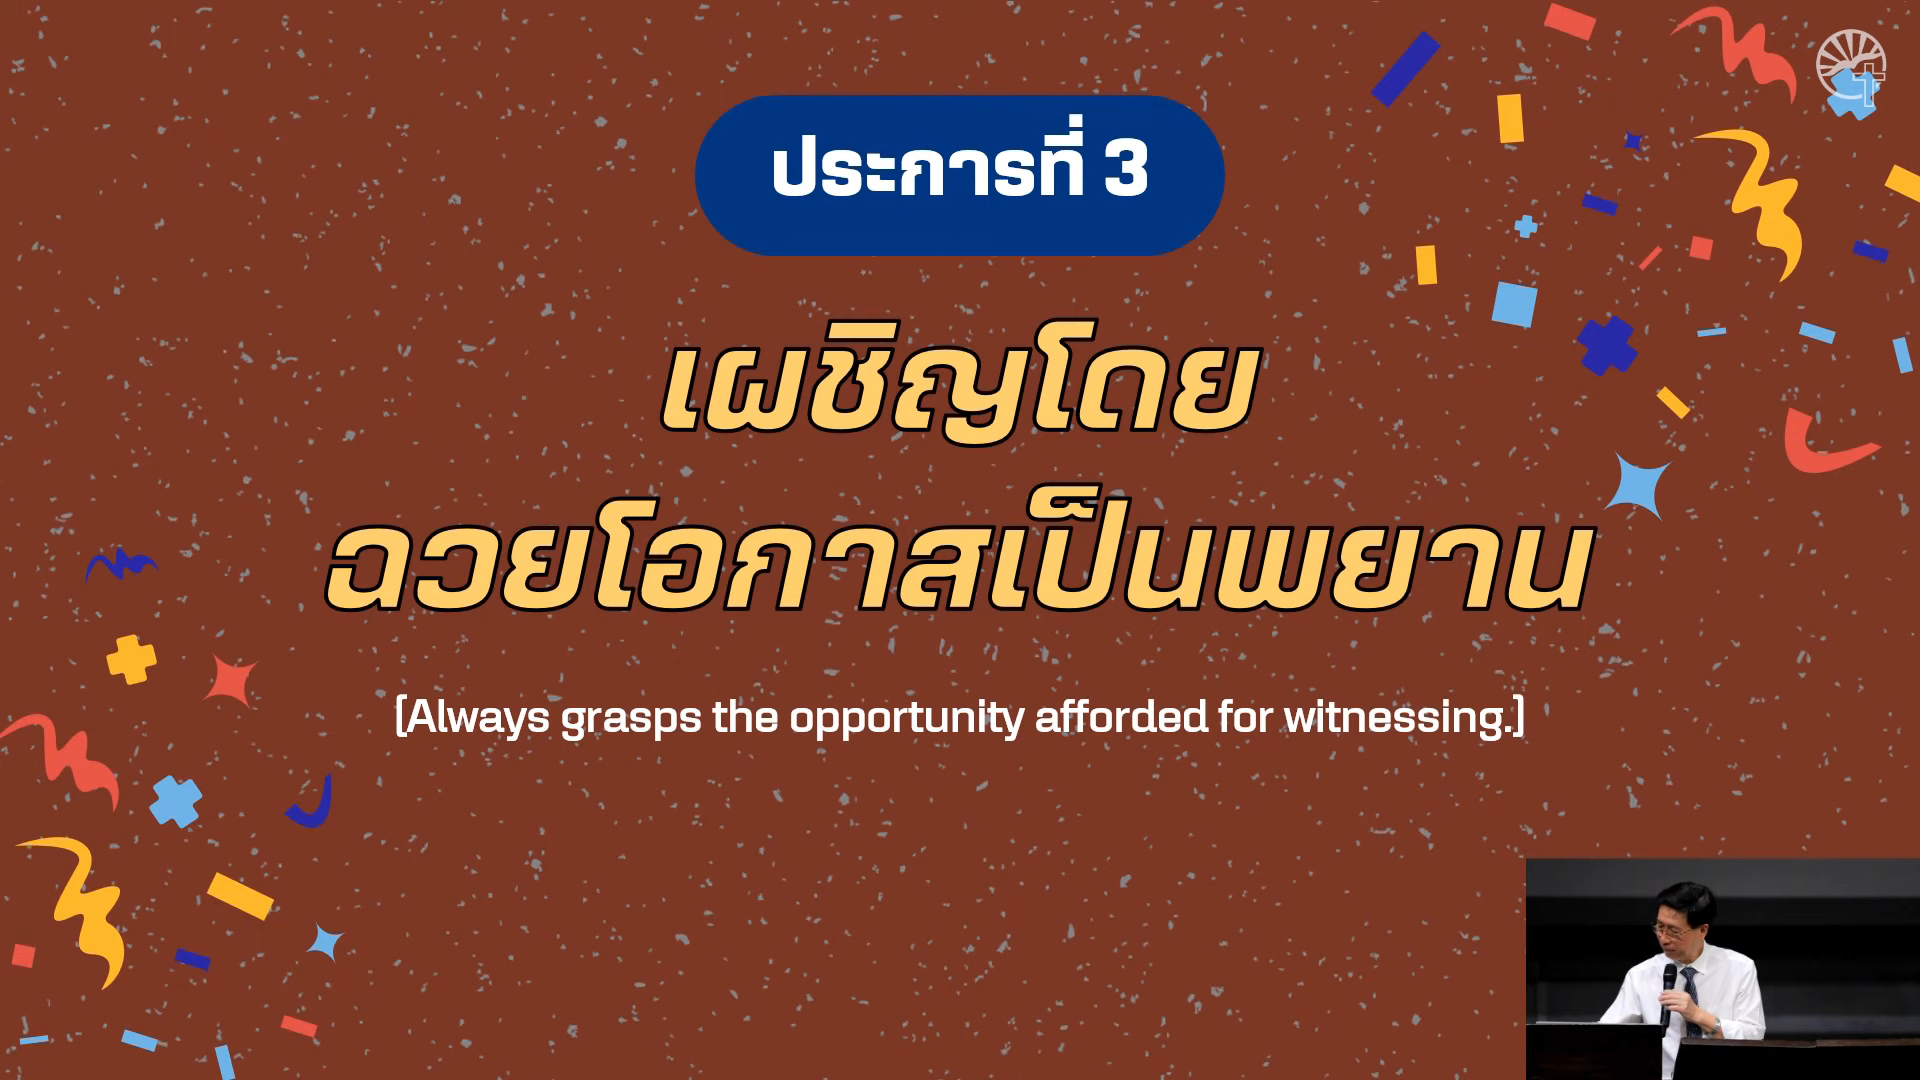 ประการที่ 3
เผชิญโดย
ฉวยโอกาสเป็นพยาน
(Always grasps the opportunity afforded for witnessing.)